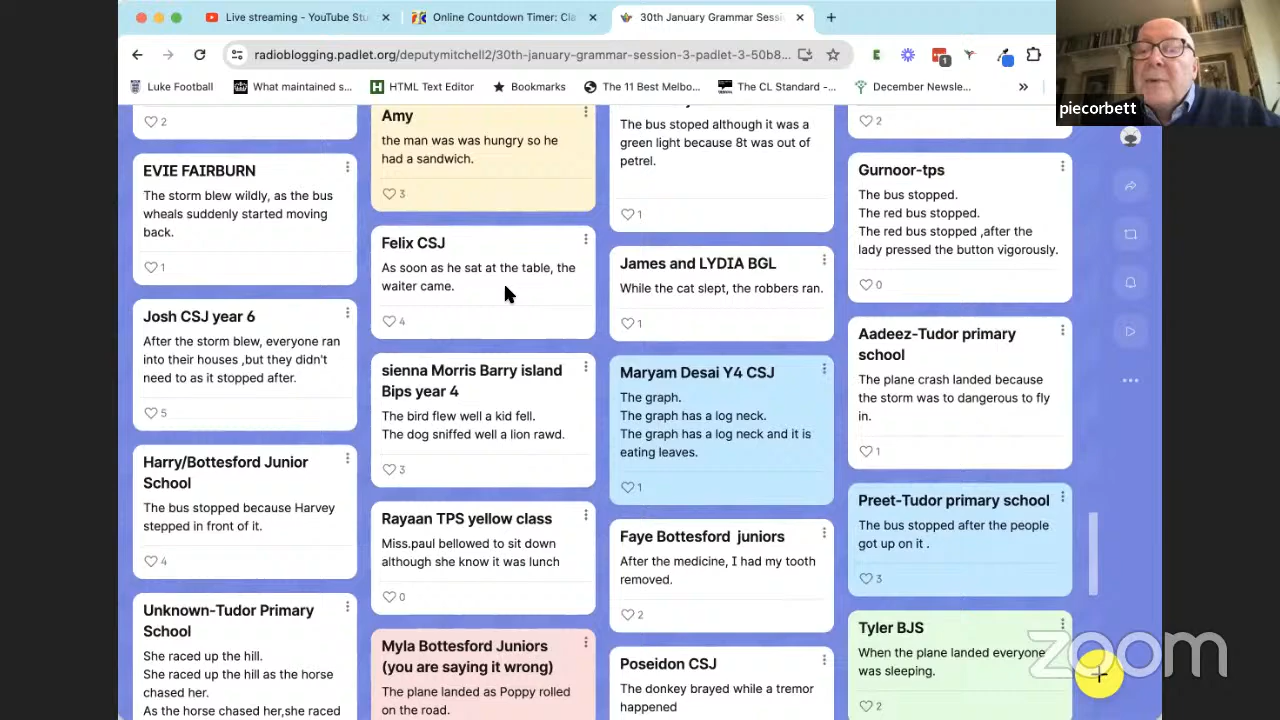 Live streaming - YouTube Stu
Online Countdown Timer: Cla
30th January Grammar Sessi
radioblogging.padlet.org/deputymitchell2/30th-january-grammar-session-3-padlet-3-50b8...
Luke Football
What maintained s...
HTML Text Editor
Bookmarks
The 11 Best Melbo...
The CL Standard -...
December Newsle...
»
1
piecorbett
2
EVIE FAIRBURN
The storm blew wildly, as the bus
wheals suddenly started moving
back.
1
Josh CSJ year 6
After the storm blew, everyone ran
into their houses ,but they didn't
need to as it stopped after.
5
Harry/Bottesford Junior
School
The bus stopped because Harvey
stepped in front of it.
4
Unknown-Tudor Primary
School
She raced up the hill.
She raced up the hill as the horse
chased her.
As the horse chased her,she raced
Amy
the man was was hungry so he
had a sandwich.
3
Felix CSJ
As soon as he sat at the table, the
waiter came.
4
sienna Morris Barry island
Bips year 4
The bird flew well a kid fell.
The dog sniffed well a lion rawd.
3
Rayaan TPS yellow class
Miss.paul bellowed to sit down
although she know it was lunch
0
Myla Bottesford Juniors
(you are saying it wrong)
The plane landed as Poppy rolled
on the road.
The bus stoped although it was a
green light because 8t was out of
petrel.
1
James and LYDIA BGL
While the cat slept, the robbers ran.
1
Maryam Desai Y4 CSJ
The graph.
The graph has a log neck.
The graph has a log neck and it is
eating leaves.
1
Faye Bottesford juniors
After the medicine, I had my tooth
removed.
2
Poseidon CSJ
The donkey brayed while a tremor
happened
2
Gurnoor-tps
The bus stopped.
The red bus stopped.
The red bus stopped ,after the
lady pressed the button vigorously.
0
Aadeez-Tudor primary
school
The plane crash landed because
the storm was to dangerous to fly
in.
1
Preet-Tudor primary school
The bus stopped after the people
got up on it .
3
Tyler BJS
When the plane landed everyone
was sleeping.
2
zoom